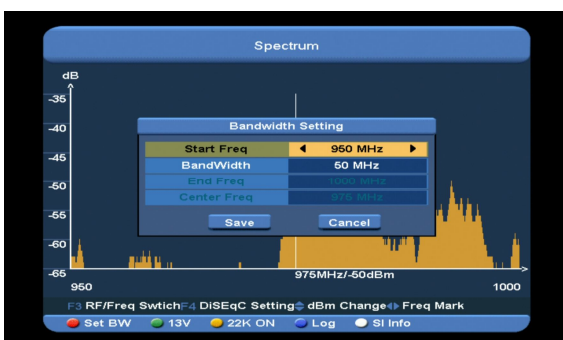 Spectrum
dB
-35
-40
-45
-50
-55
-60
-65
Bandwidth Setting
Start Freq 950 MHz
BandWidth 50 MHz
End Freq 1000 MHz
Center Freq 975 MHz
Save Cancel
975MHz/-50dBm
950 1000
F3 RF/Freq SwtichF4 DiSEqC Setting dBm Change Freq Mark
Set BW 13V 22K ON Log SI Info